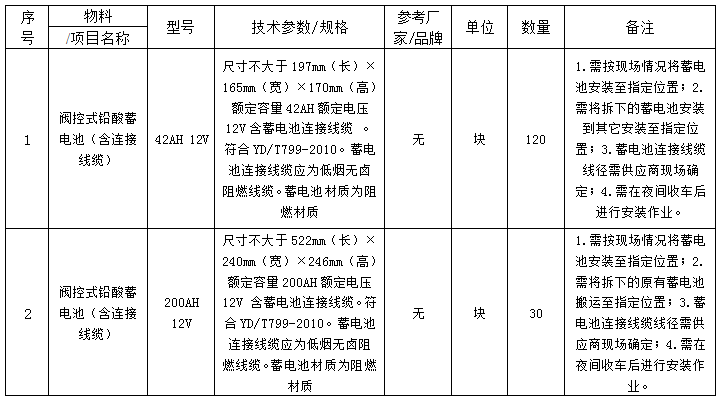 序号
物料/项目名称
型号
技术参数/规格
参考厂家/品牌
单位
数量
备注
1
阀控式铅酸蓄
电池（含连接
线缆）
42AH 12V
尺寸不大于197mm（长）×
165mm（宽）×170mm（高）
额定容量42AH额定电压
12V含蓄电池连接线缆 。
符合YD/T799-2010。蓄电
池连接线缆应为低烟无卤
阻燃线缆。蓄电池材质为阻
燃材质
无
块
120
1.需按现场情况将蓄电
池安装至指定位置；2.
需将拆下的蓄电池安装
到其它安装至指定位
置；3.蓄电池连接线缆
线径需供应商现场确
定；4.需在夜间收车后
进行安装作业。
2
阀控式铅酸蓄
电池（含连接
线缆）
200AH
12V
尺寸不大于522mm（长）×
240mm（宽）×246mm（高）
额定容量200AH额定电压
12V 含蓄电池连接线缆。符
合YD/T799-2010。蓄电池
连接线缆应为低烟无卤阻
燃线缆。蓄电池材质为阻燃
材质
无
块
30
1.需按现场情况将蓄电
池安装至指定位置；2.
需将拆下的原有蓄电池
搬运至指定位置；3.蓄
电池连接线缆线径需供
应商现场确定；4.需在
夜间收车后进行安装作
业。